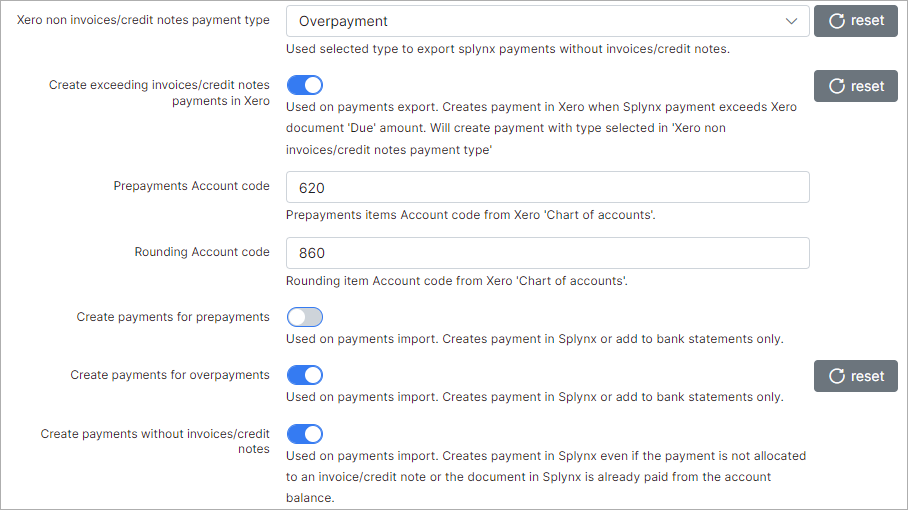 Xero non invoices/credit notes payment type
Overpayment
reset
Used selected type to export splynx payments without invoices/credit notes.
Create exceeding invoices/credit notes
payments in Xero
reset
Used on payments export. Creates payment in Xero when Splynx payment exceeds Xero
document 'Due' amount. Will create payment with type selected in 'Xero non
invoices/credit notes payment type'
Prepayments Account code
620
Prepayments items Account code from Xero 'Chart of accounts'.
Rounding Account code
860
Rounding item Account code from Xero 'Chart of accounts'.
Create payments for prepayments
Used on payments import. Creates payment in Splynx or add to bank statements only.
Create payments for overpayments
reset
Used on payments import. Creates payment in Splynx or add to bank statements only.
Create payments without invoices/credit
notes
Used on payments import. Creates payment in Splynx even if the payment is not allocated
to an invoice/credit note or the document in Splynx is already paid from the account
balance.